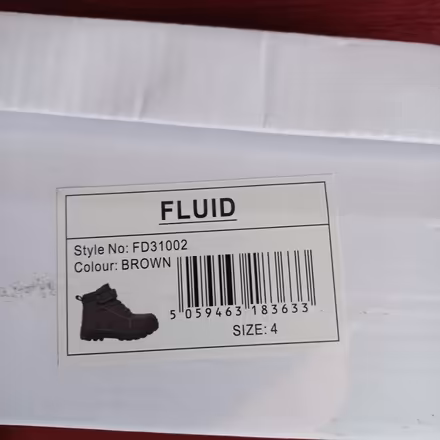 FLUID
Style No: FD31002
Colour: BROWN
5 059463 183633
SIZE: 4